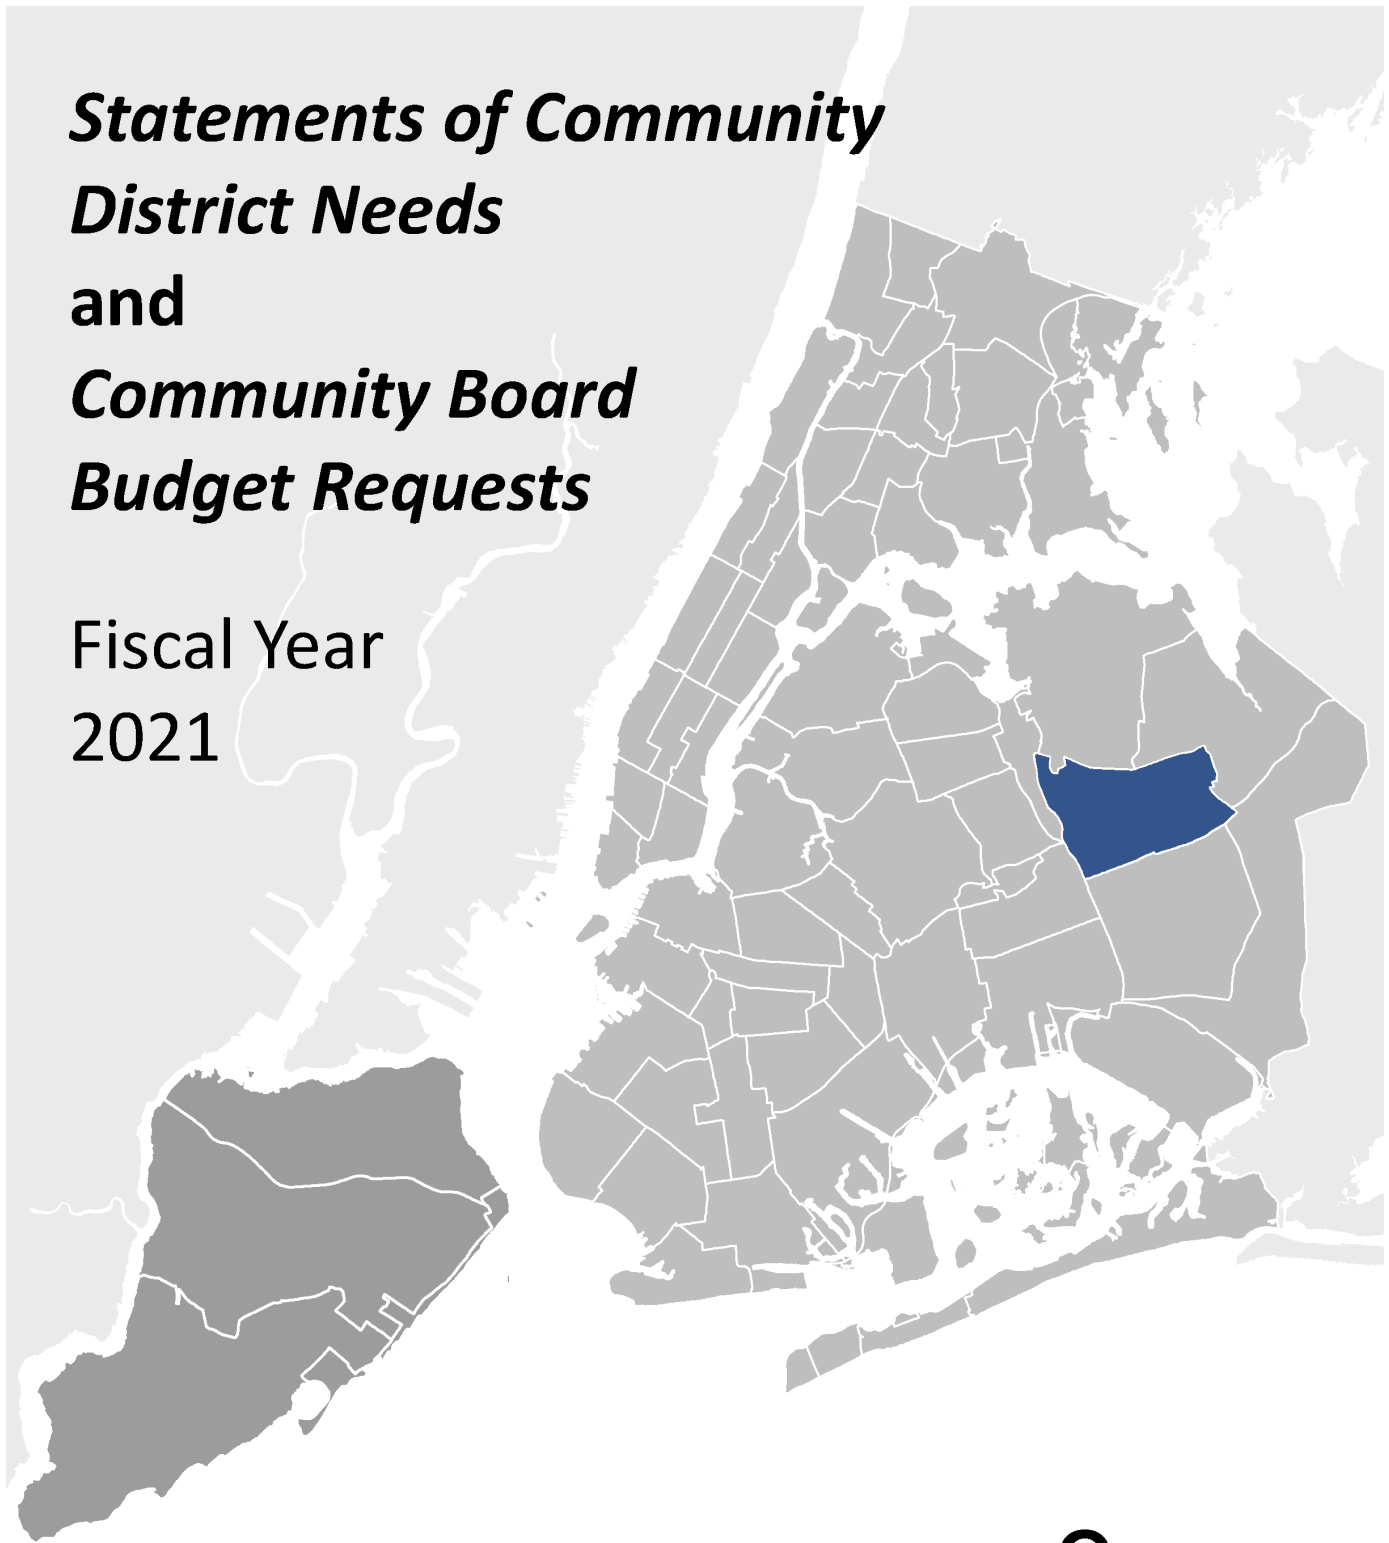 Statements of Community
District Needs
and
Community Board
Budget Requests
Fiscal Year
2021